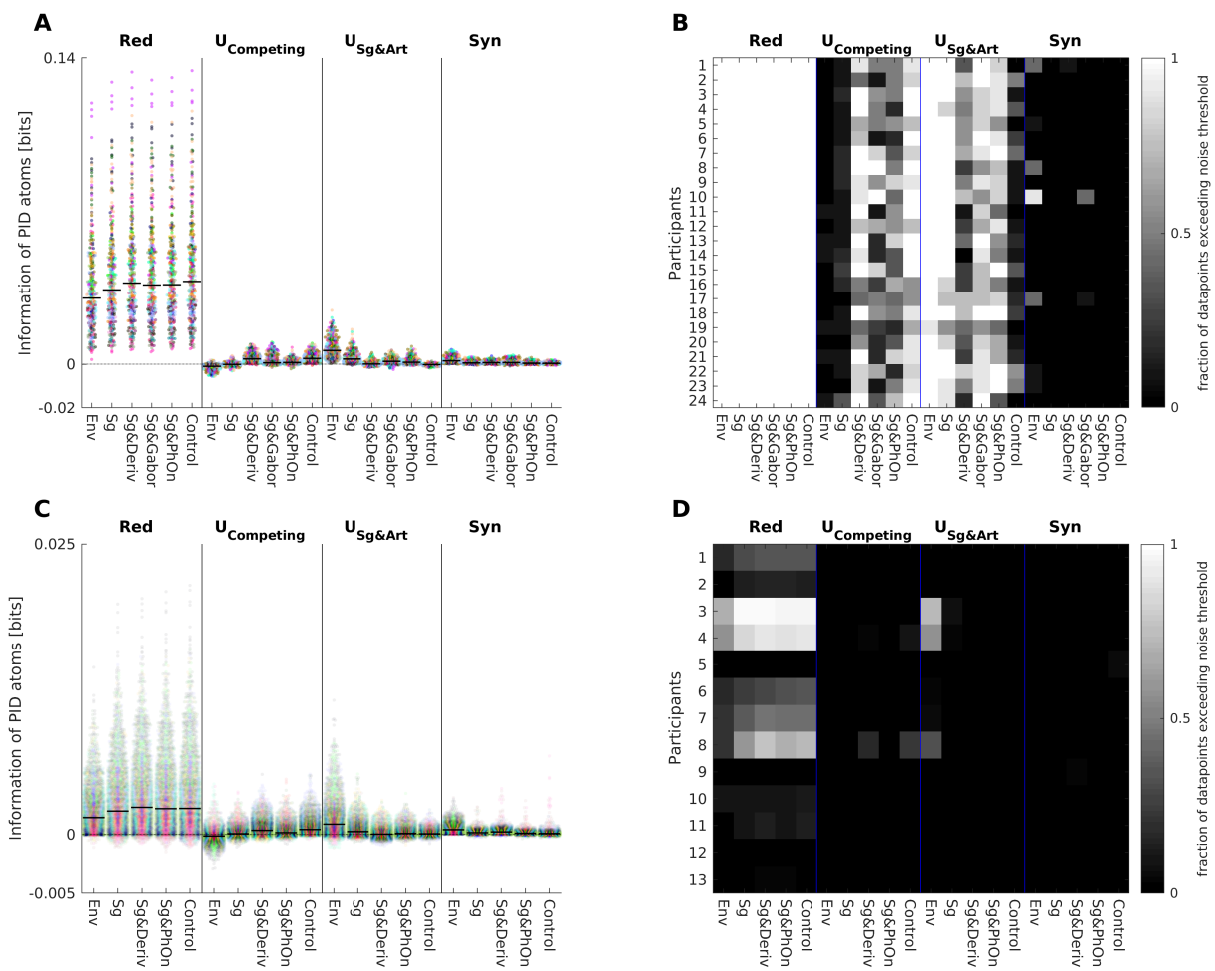 A
Red
U Competing
U Sg&Art
Syn
Information of PID atoms [bits]
0.14
0
-0.02
Env
Sg
Sg&Deriv
Sg&Gabor
Sg&PhOn
Control
Env
Sg
Sg&Deriv
Sg&Gabor
Sg&PhOn
Control
Env
Sg
Sg&Deriv
Sg&Gabor
Sg&PhOn
Control
Env
Sg
Sg&Deriv
Sg&Gabor
Sg&PhOn
Control
B
Red
U Competing
U Sg&Art
Syn
Participants
1
2
3
4
5
6
7
8
9
10
11
12
13
14
15
16
17
18
19
20
21
22
23
24
Env
Sg
Sg&Deriv
Sg&Gabor
Sg&PhOn
Control
Env
Sg
Sg&Deriv
Sg&Gabor
Sg&PhOn
Control
Env
Sg
Sg&Deriv
Sg&Gabor
Sg&PhOn
Control
Env
Sg
Sg&Deriv
Sg&Gabor
Sg&PhOn
Control
1
0.5
0
fraction of datapoints exceeding noise threshold
C
Red
U Competing
U Sg&Art
Syn
Information of PID atoms [bits]
0.025
0
-0.005
Env
Sg
Sg&Deriv
Sg&PhOn
Control
Env
Sg
Sg&Deriv
Sg&PhOn
Control
Env
Sg
Sg&Deriv
Sg&PhOn
Control
Env
Sg
Sg&Deriv
Sg&PhOn
Control
D
Red
U Competing
U Sg&Art
Syn
Participants
1
2
3
4
5
6
7
8
9
10
11
12
13
Env
Sg
Sg&Deriv
Sg&PhOn
Control
Env
Sg
Sg&Deriv
Sg&PhOn
Control
Env
Sg
Sg&Deriv
Sg&PhOn
Control
Env
Sg
Sg&Deriv
Sg&PhOn
Control
1
0.5
0
fraction of datapoints exceeding noise threshold